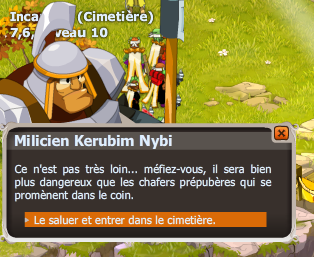 Inca (Cimetière)
7,6, veau 10
Milicien Kerubim Nybi
Ce n'est pas très loin... méfiez-vous, il sera bien
plus dangereux que les chafers prépubères qui se
promènent dans le coin.
Le saluer et entrer dans le cimetière.